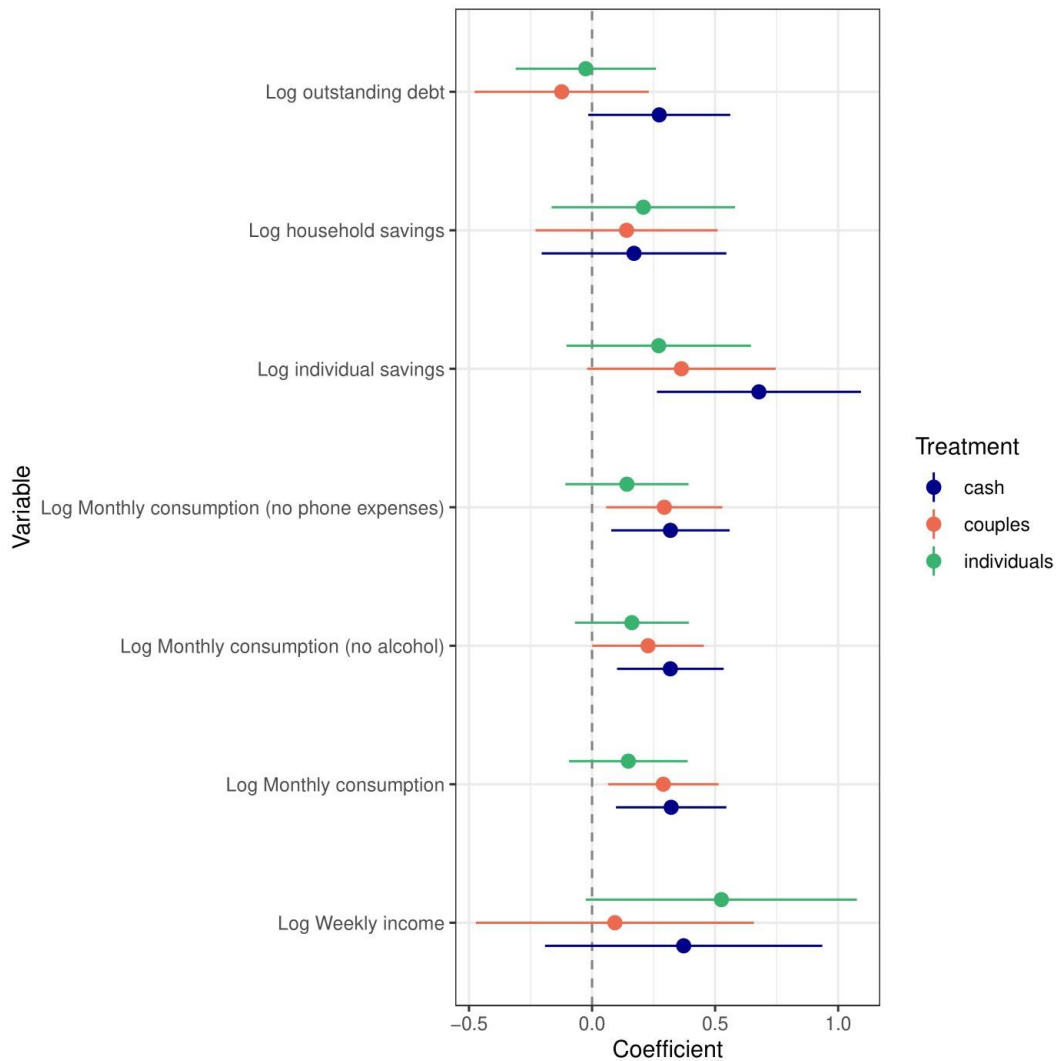 Log outstanding debt
Log household savings
Log individual savings
Log Monthly consumption (no phone expenses)
Log Monthly consumption (no alcohol)
Log Monthly consumption
Log Weekly income
Variable
−0.5 0.0 0.5 1.0
Coefficient
Treatment
cash
couples
individuals